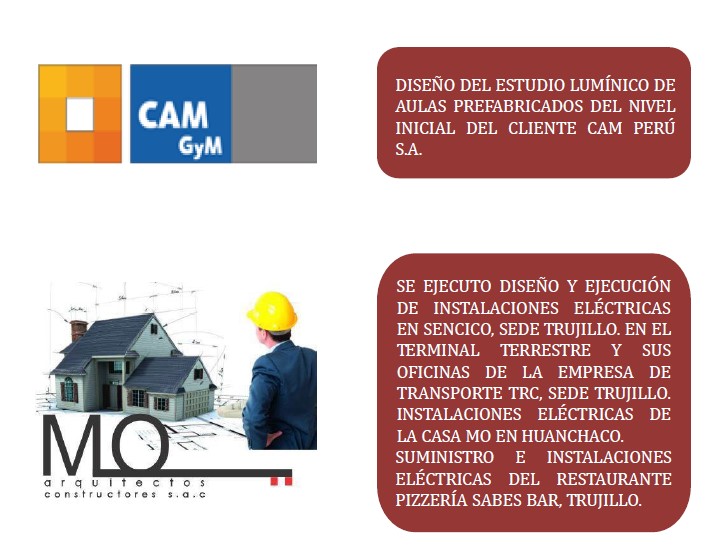 CAM
GyM
DISEÑO DEL ESTUDIO LUMÍNICO DE
AULAS PREFABRICADOS DEL NIVEL
INICIAL DEL CLIENTE CAM PERÚ
S.A.
MO
arquitectos
constructores s.a.c
SE EJECUTO DISEÑO Y EJECUCIÓN
DE INSTALACIONES ELÉCTRICAS
EN SENCICO, SEDE TRUJILLO. EN EL
TERMINAL TERRESTRE Y SUS
OFICINAS DE LA EMPRESA DE
TRANSPORTE TRC, SEDE TRUJILLO.
INSTALACIONES ELÉCTRICAS DE
LA CASA MO EN HUANCHACO.
SUMINISTRO E INSTALACIONES
ELÉCTRICAS DEL RESTAURANTE
PIZZERÍA SABES BAR, TRUJILLO.